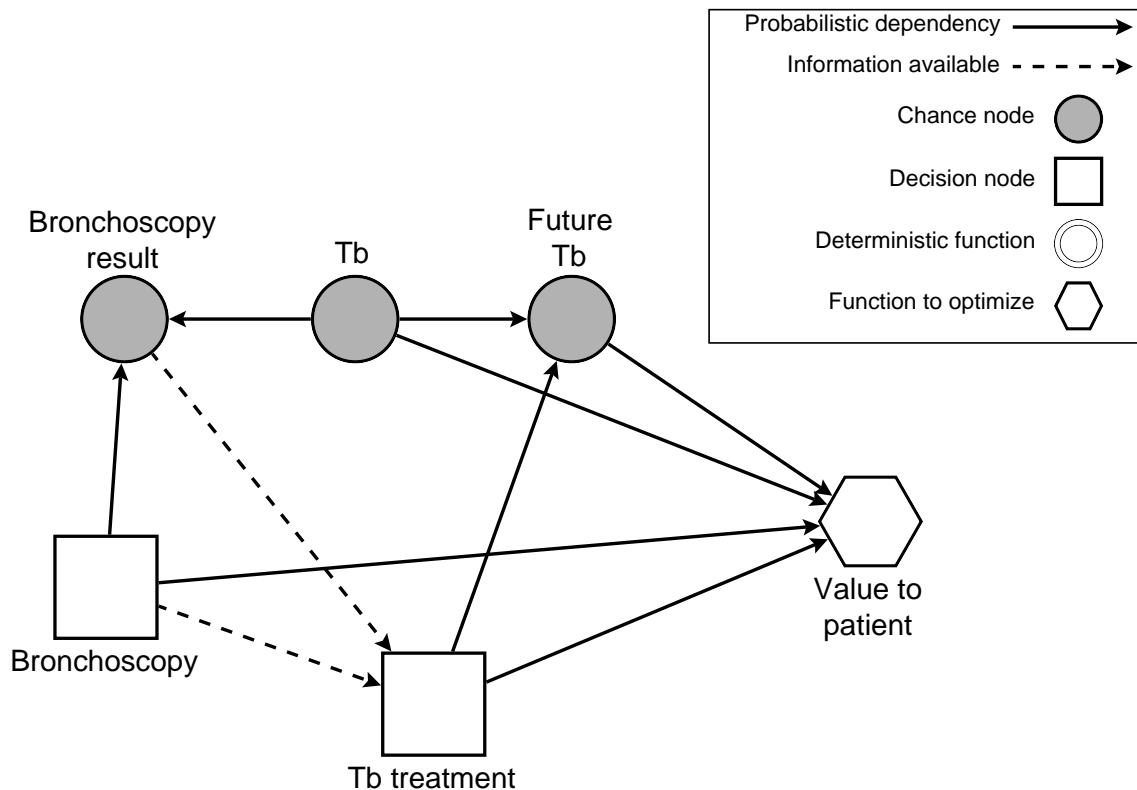 Probabilistic dependency
Information available
Chance node
Decision node
Deterministic function
Function to optimize
Bronchoscopy
result
Tb
Future
Tb
Value to
patient
Bronchoscopy
Tb treatment